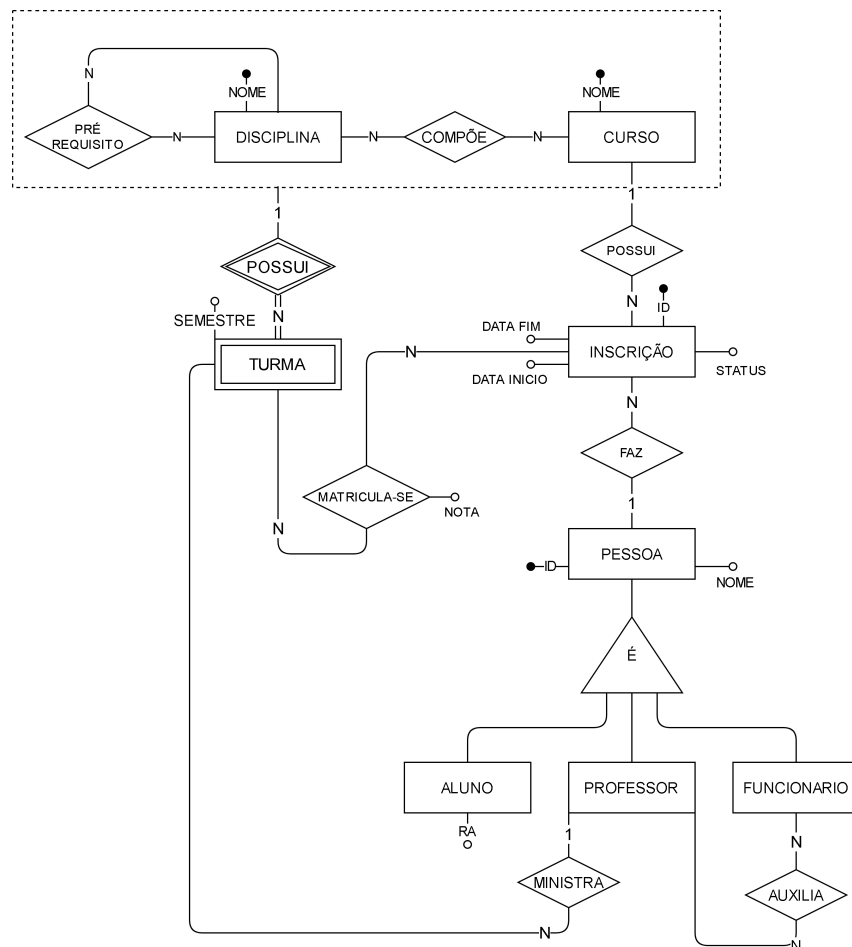 N
NOME
NOME
PRÉ
REQUISITO
N
DISCIPLINA
N
COMPÕE
N
CURSO
1
1
POSSUI
POSSUI
N
ID
SEMESTRE
N
DATA FIM
TURMA
N
INSCRIÇÃO
DATA INICIO
STATUS
N
FAZ
MATRICULA-SE
NOTA
1
N
PESSOA
ID
NOME
É
ALUNO
PROFESSOR
FUNCIONARIO
RA
1
N
MINISTRA
AUXILIA
N
N